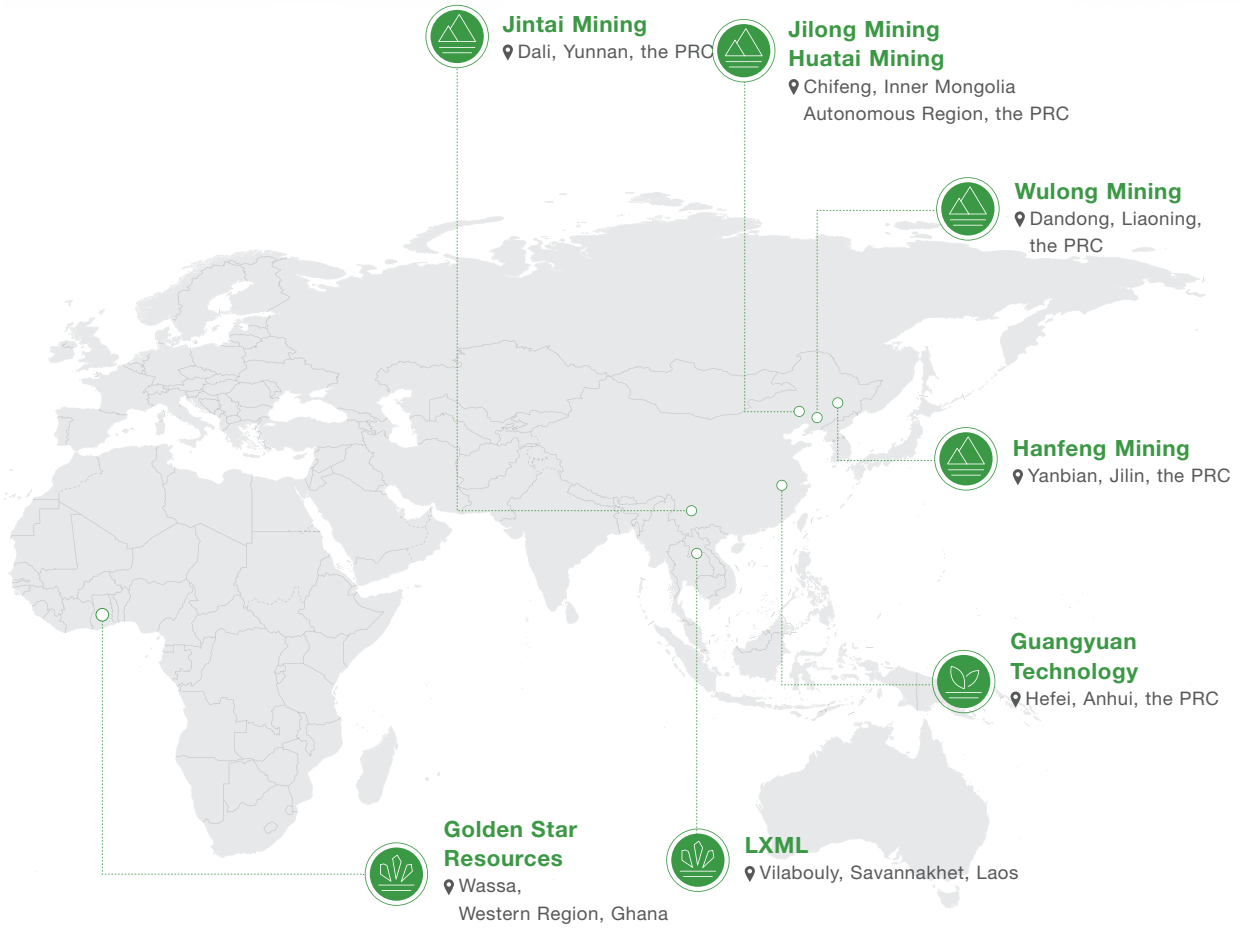 Jintai Mining
Dali, Yunnan, the PRC
Jilong Mining
Huatai Mining
Chifeng, Inner Mongolia
Autonomous Region, the PRC
Wulong Mining
Dandong, Liaoning,
the PRC
Hanfeng Mining
Yanbian, Jilin, the PRC
Guangyuan
Technology
Hefei, Anhui, the PRC
Golden Star
Resources
Wassa,
Western Region, Ghana
LXML
Vilabouly, Savannakhet, Laos